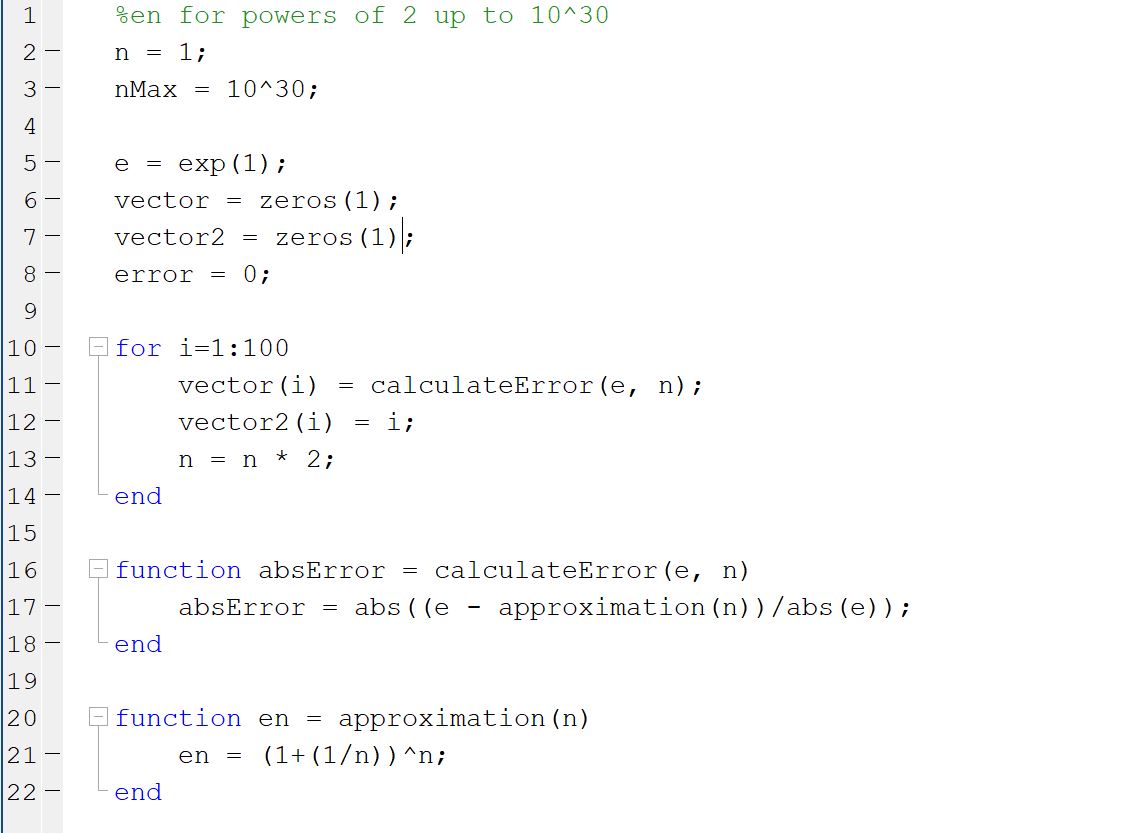 1 %en for powers of 2 up to 10^30
2 – n = 1;
3 – nMax = 10^30;
4
5 – e = exp(1);
6 – vector = zeros(1);
7 – vector2 = zeros(1);
8 – error = 0;
9
10 – for i=1:100
11 – vector(i) = calculateError(e, n);
12 – vector2(i) = i;
13 – n = n * 2;
14 – end
15
16 function absError = calculateError(e, n)
17 – absError = abs((e - approximation(n))/abs(e));
18 – end
19
20 function en = approximation(n)
21 – en = (1+(1/n))^n;
22 – end